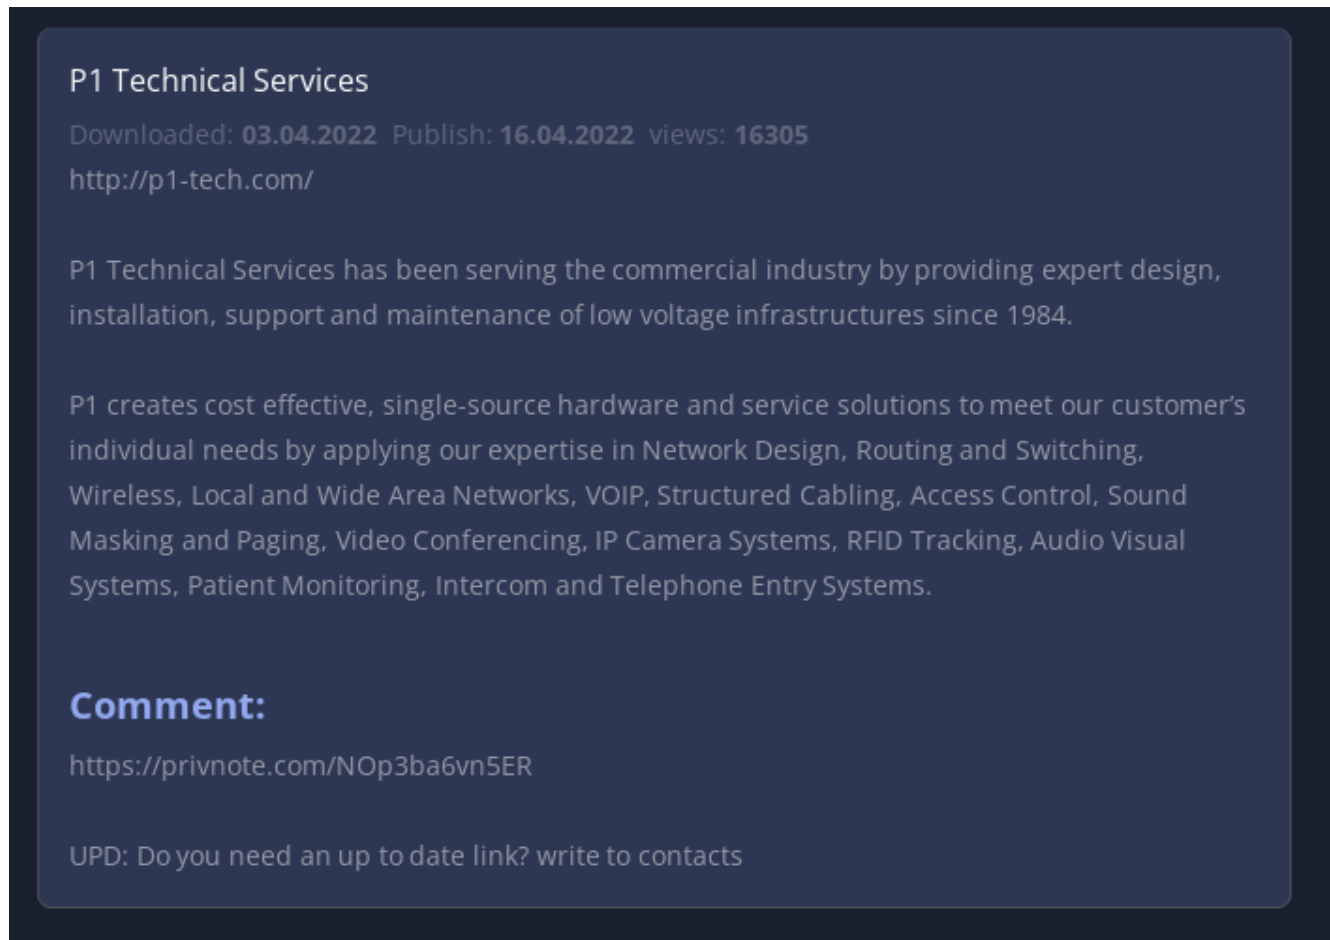 P1 Technical Services
Downloaded: 03.04.2022 Publish: 16.04.2022 views: 16305
http://p1-tech.com/
P1 Technical Services has been serving the commercial industry by providing expert design,
installation, support and maintenance of low voltage infrastructures since 1984.
P1 creates cost effective, single-source hardware and service solutions to meet our customer’s
individual needs by applying our expertise in Network Design, Routing and Switching,
Wireless, Local and Wide Area Networks, VOIP, Structured Cabling, Access Control, Sound
Masking and Paging, Video Conferencing, IP Camera Systems, RFID Tracking, Audio Visual
Systems, Patient Monitoring, Intercom and Telephone Entry Systems.
Comment:
https://privnote.com/NOp3ba6vn5ER
UPD: Do you need an up to date link? write to contacts